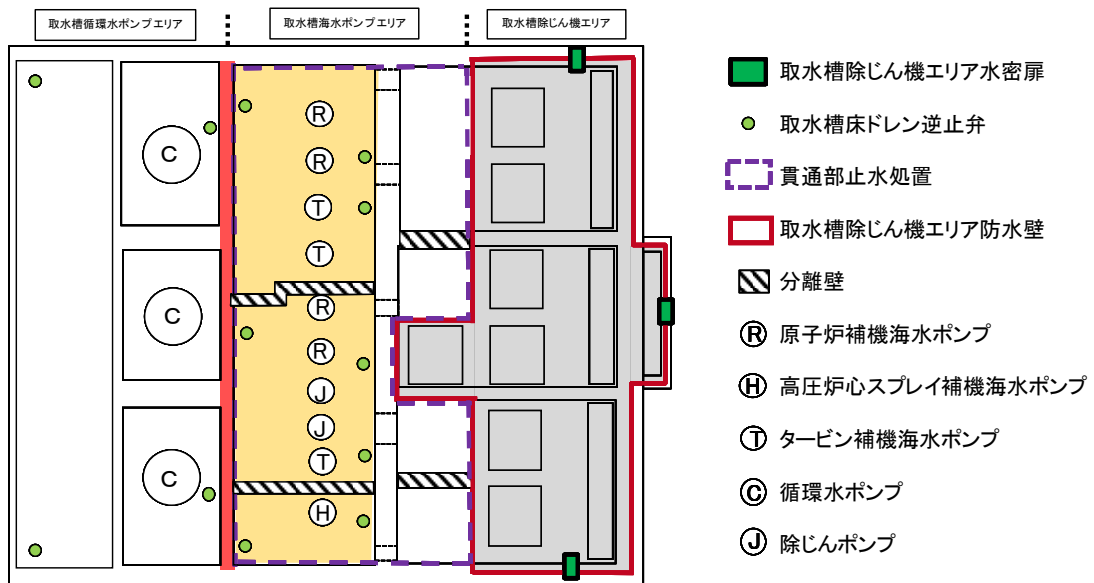 取水槽循環水ポンプエリア
取水槽海水ポンプエリア
取水槽除じん機エリア
R
R
T
T
R
R
J
J
T
H
C
C
C
取水槽除じん機エリア水密扉
取水槽床ドレン逆止弁
貫通部止水処置
取水槽除じん機エリア防水壁
分離壁
R 原子炉補機海水ポンプ
H 高圧炉心スプレイ補機海水ポンプ
T タービン補機海水ポンプ
C 循環水ポンプ
J 除じんポンプ